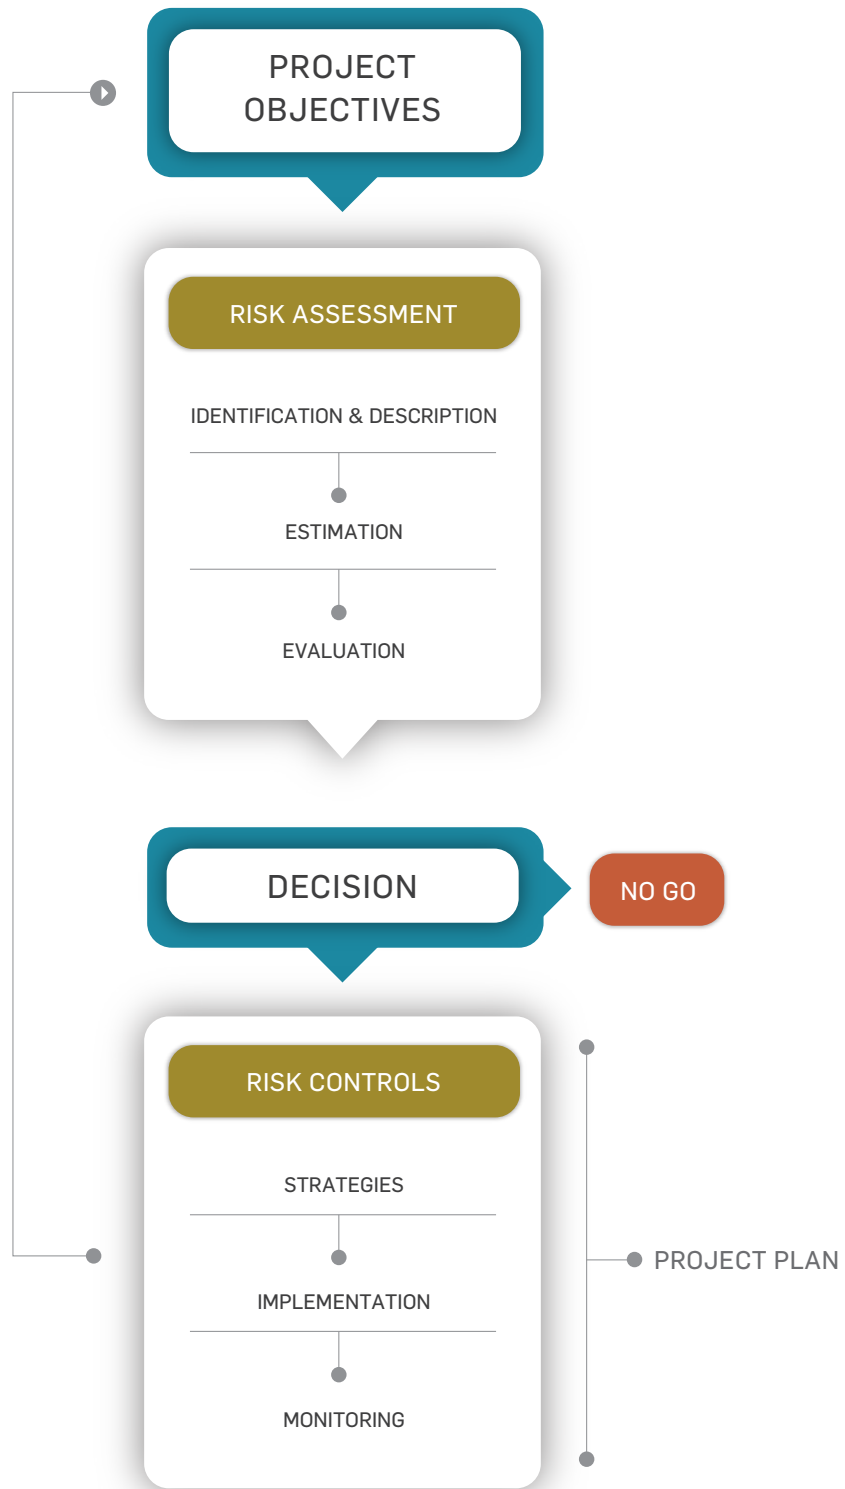 PROJECT
OBJECTIVES
RISK ASSESSMENT
IDENTIFICATION & DESCRIPTION
ESTIMATION
EVALUATION
DECISION
NO GO
RISK CONTROLS
STRATEGIES
IMPLEMENTATION
MONITORING
PROJECT PLAN